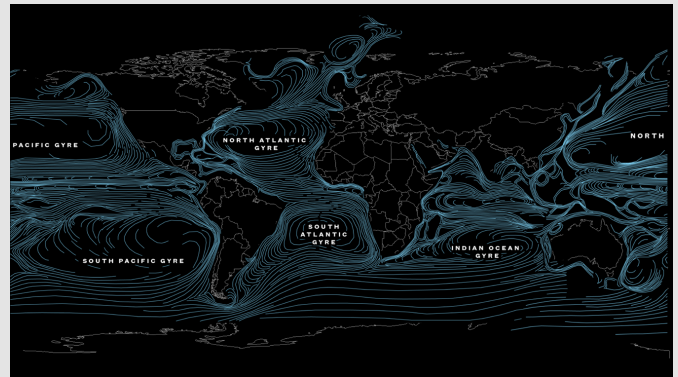 PACIFIC GYRE
NORTH ATLANTIC
GYRE
NORTH
SOUTH
ATLANTIC
GYRE
INDIAN OCEAN
GYRE
SOUTH PACIFIC GYRE